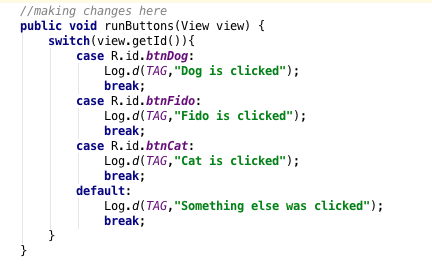 //making changes here
public void runButtons(View view) {
    switch(view.getId()){
        case R.id.btnDog:
            Log.d(TAG,"Dog is clicked");
            break;
        case R.id.btnFido:
            Log.d(TAG,"Fido is clicked");
            break;
        case R.id.btnCat:
            Log.d(TAG,"Cat is clicked");
            break;
        default:
            Log.d(TAG,"Something else was clicked");
            break;
    }
}